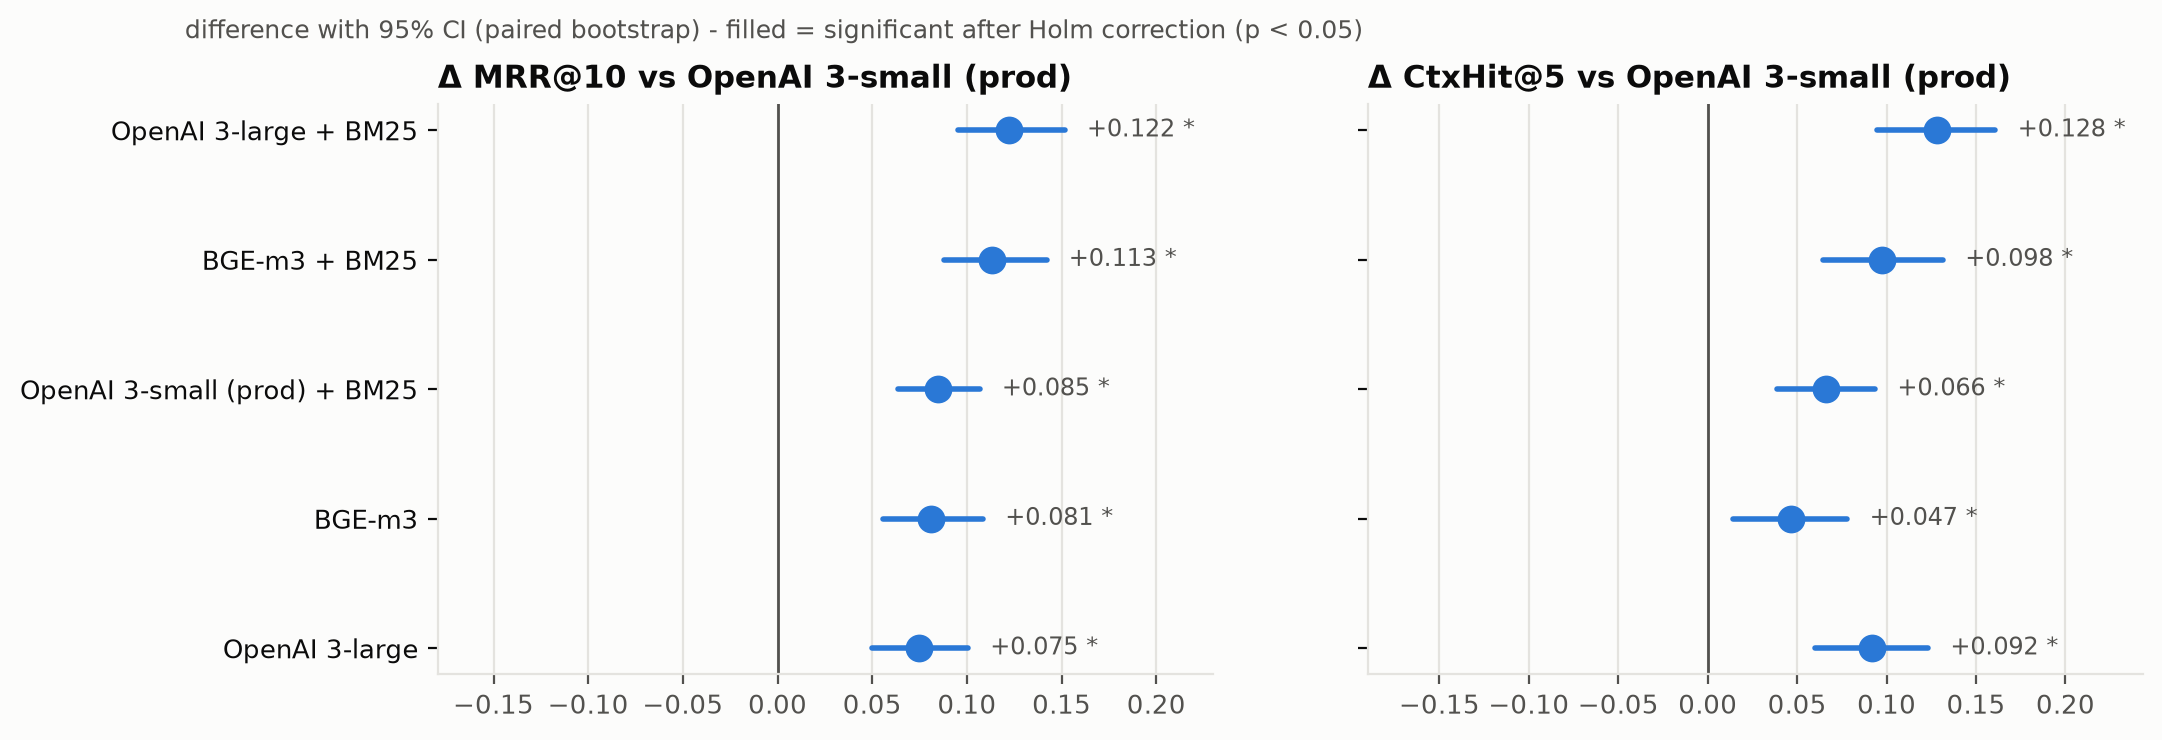 difference with 95% CI (paired bootstrap) - filled = significant after Holm correction (p < 0.05)
Δ MRR@10 vs OpenAI 3-small (prod)
OpenAI 3-large + BM25
+0.122 *
BGE-m3 + BM25
+0.113 *
OpenAI 3-small (prod) + BM25
+0.085 *
BGE-m3
+0.081 *
OpenAI 3-large
+0.075 *
−0.15 −0.10 −0.05 0.00 0.05 0.10 0.15 0.20
Δ CtxHit@5 vs OpenAI 3-small (prod)
+0.128 *
+0.098 *
+0.066 *
+0.047 *
+0.092 *
−0.15 −0.10 −0.05 0.00 0.05 0.10 0.15 0.20